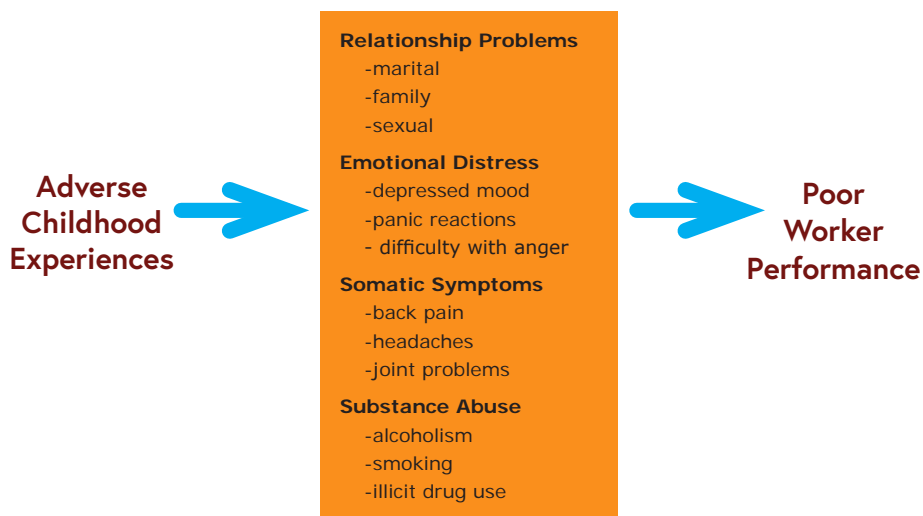 Adverse
Childhood
Experiences
Relationship Problems
-marital
-family
-sexual
Emotional Distress
-depressed mood
-panic reactions
- difficulty with anger
Somatic Symptoms
-back pain
-headaches
-joint problems
Substance Abuse
-alcoholism
-smoking
-illicit drug use
Poor
Worker
Performance